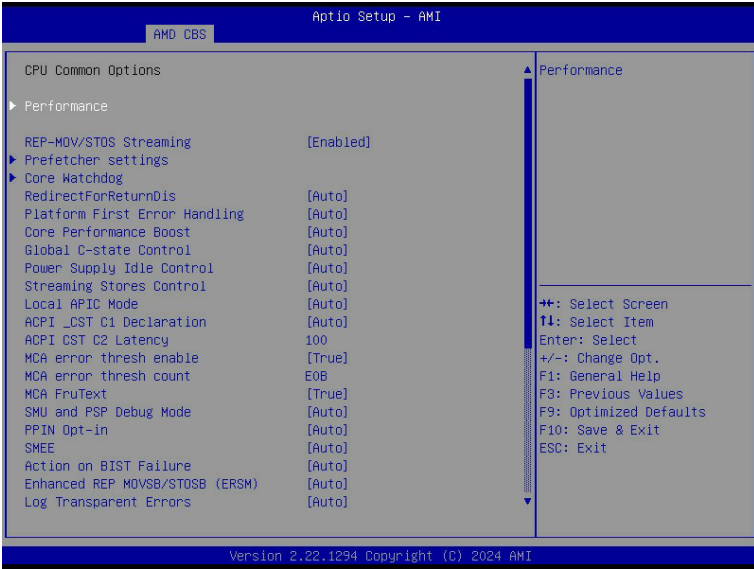 Aptio Setup - AMI
AMD CBS
CPU Common Options
Performance
REP-MOV/STOS Streaming [Enabled]
Prefetcher settings
Core Watchdog
RedirectForReturnDis [Auto]
Platform First Error Handling [Auto]
Core Performance Boost [Auto]
Global C-state Control [Auto]
Power Supply Idle Control [Auto]
Streaming Stores Control [Auto]
Local APIC Mode [Auto]
ACPI _CST C1 Declaration [Auto]
ACPI CST C2 Latency 100
MCA error thresh enable [True]
MCA error thresh count E0B
MCA FruText [True]
SMU and PSP Debug Mode [Auto]
PPIN Opt-in [Auto]
SMEE [Auto]
Action on BIST Failure [Auto]
Enhanced REP MOVSB/STOSB (ERSM) [Auto]
Log Transparent Errors [Auto]
Performance
→←: Select Screen
↑↓: Select Item
Enter: Select
+/-: Change Opt.
F1: General Help
F3: Previous Values
F9: Optimized Defaults
F10: Save & Exit
ESC: Exit
Version 2.22.1294 Copyright (C) 2024 AMI